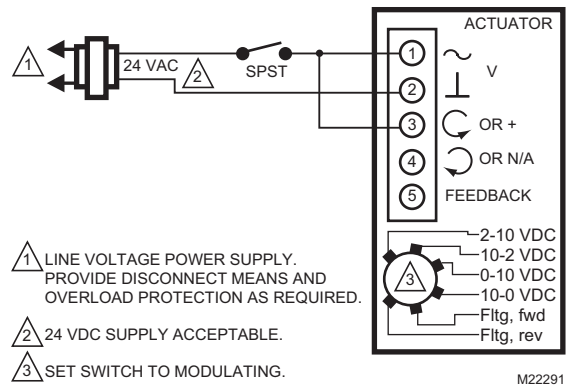 ACTUATOR
1
24 VAC
2
SPST
1
V
2
3
OR +
4
OR N/A
5
FEEDBACK
2-10 VDC
10-2 VDC
0-10 VDC
10-0 VDC
Fltg, fwd
Fltg, rev
3
1 LINE VOLTAGE POWER SUPPLY.
PROVIDE DISCONNECT MEANS AND
OVERLOAD PROTECTION AS REQUIRED.
2 24 VDC SUPPLY ACCEPTABLE.
3 SET SWITCH TO MODULATING.
M22291